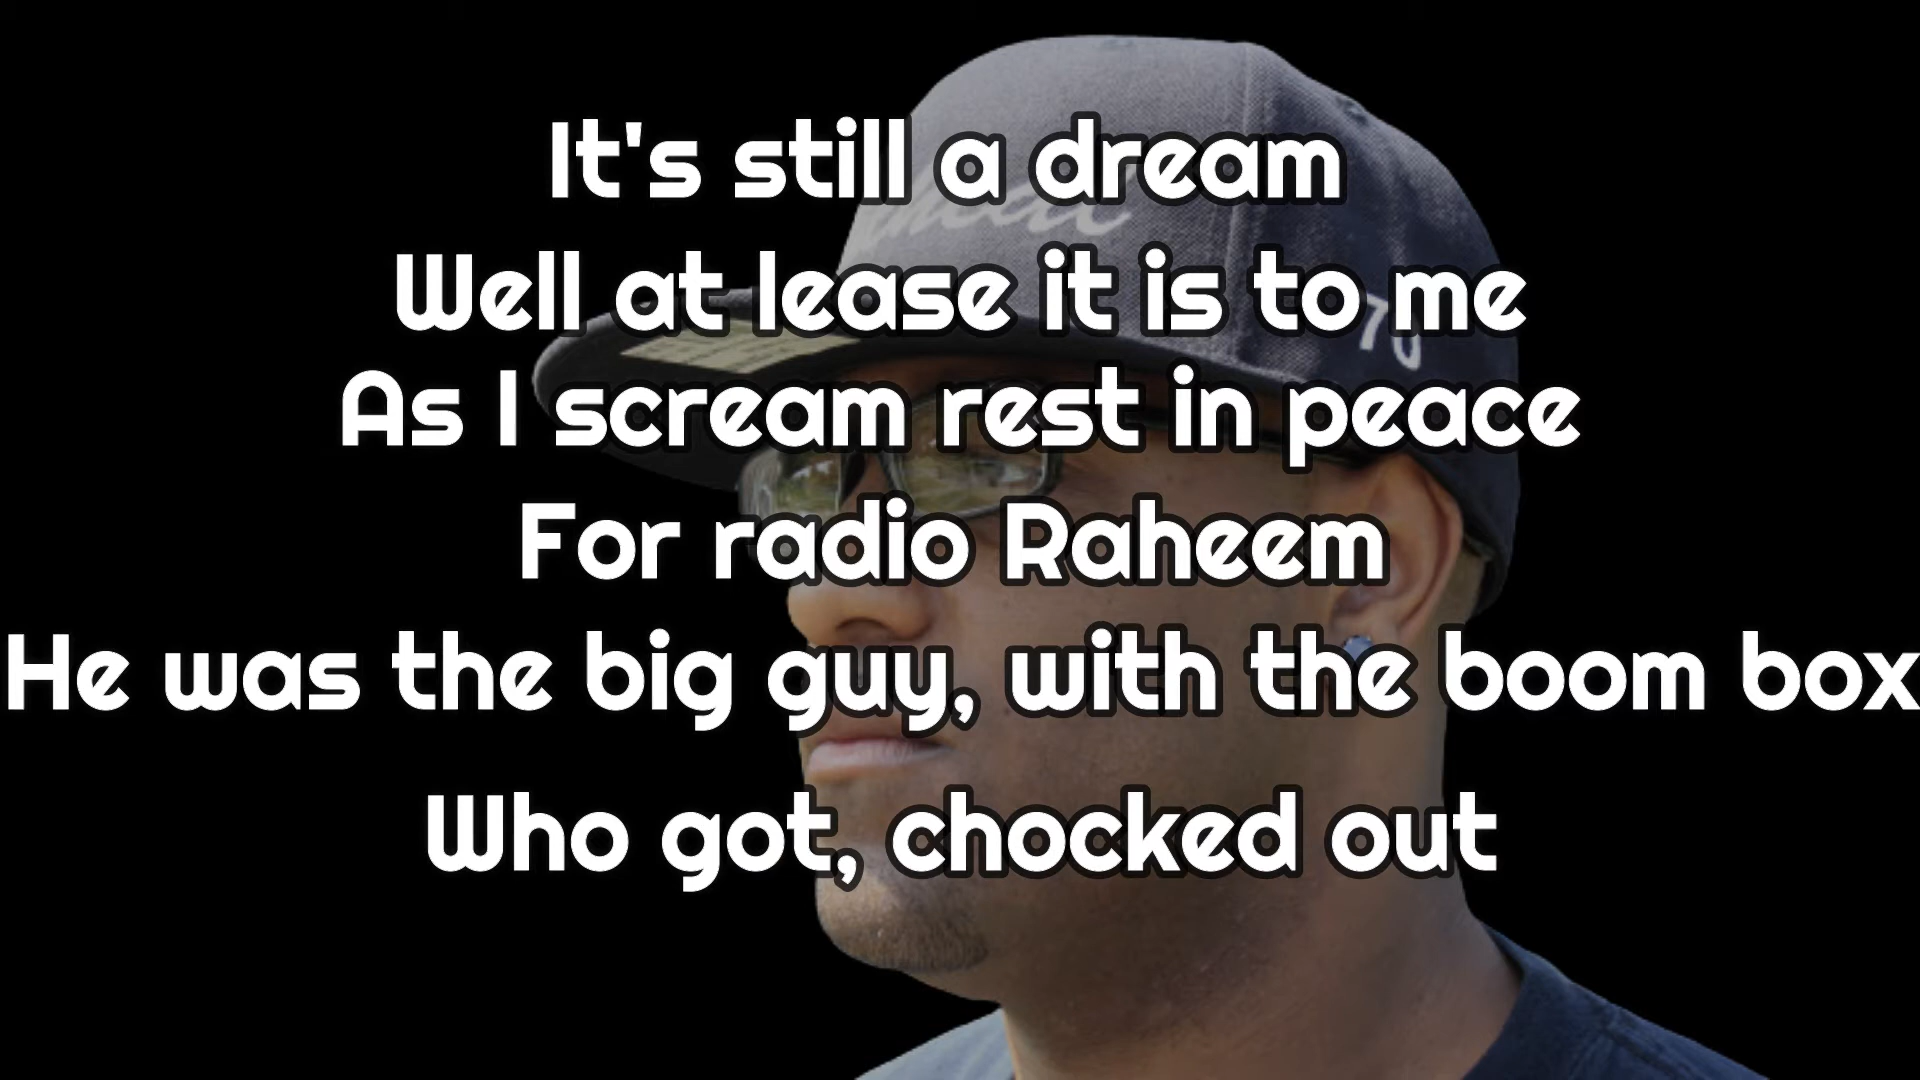 It's still a dream
Well at lease it is to me
As I scream rest in peace
For radio Raheem
He was the big guy, with the boom box
Who got, chocked out
70